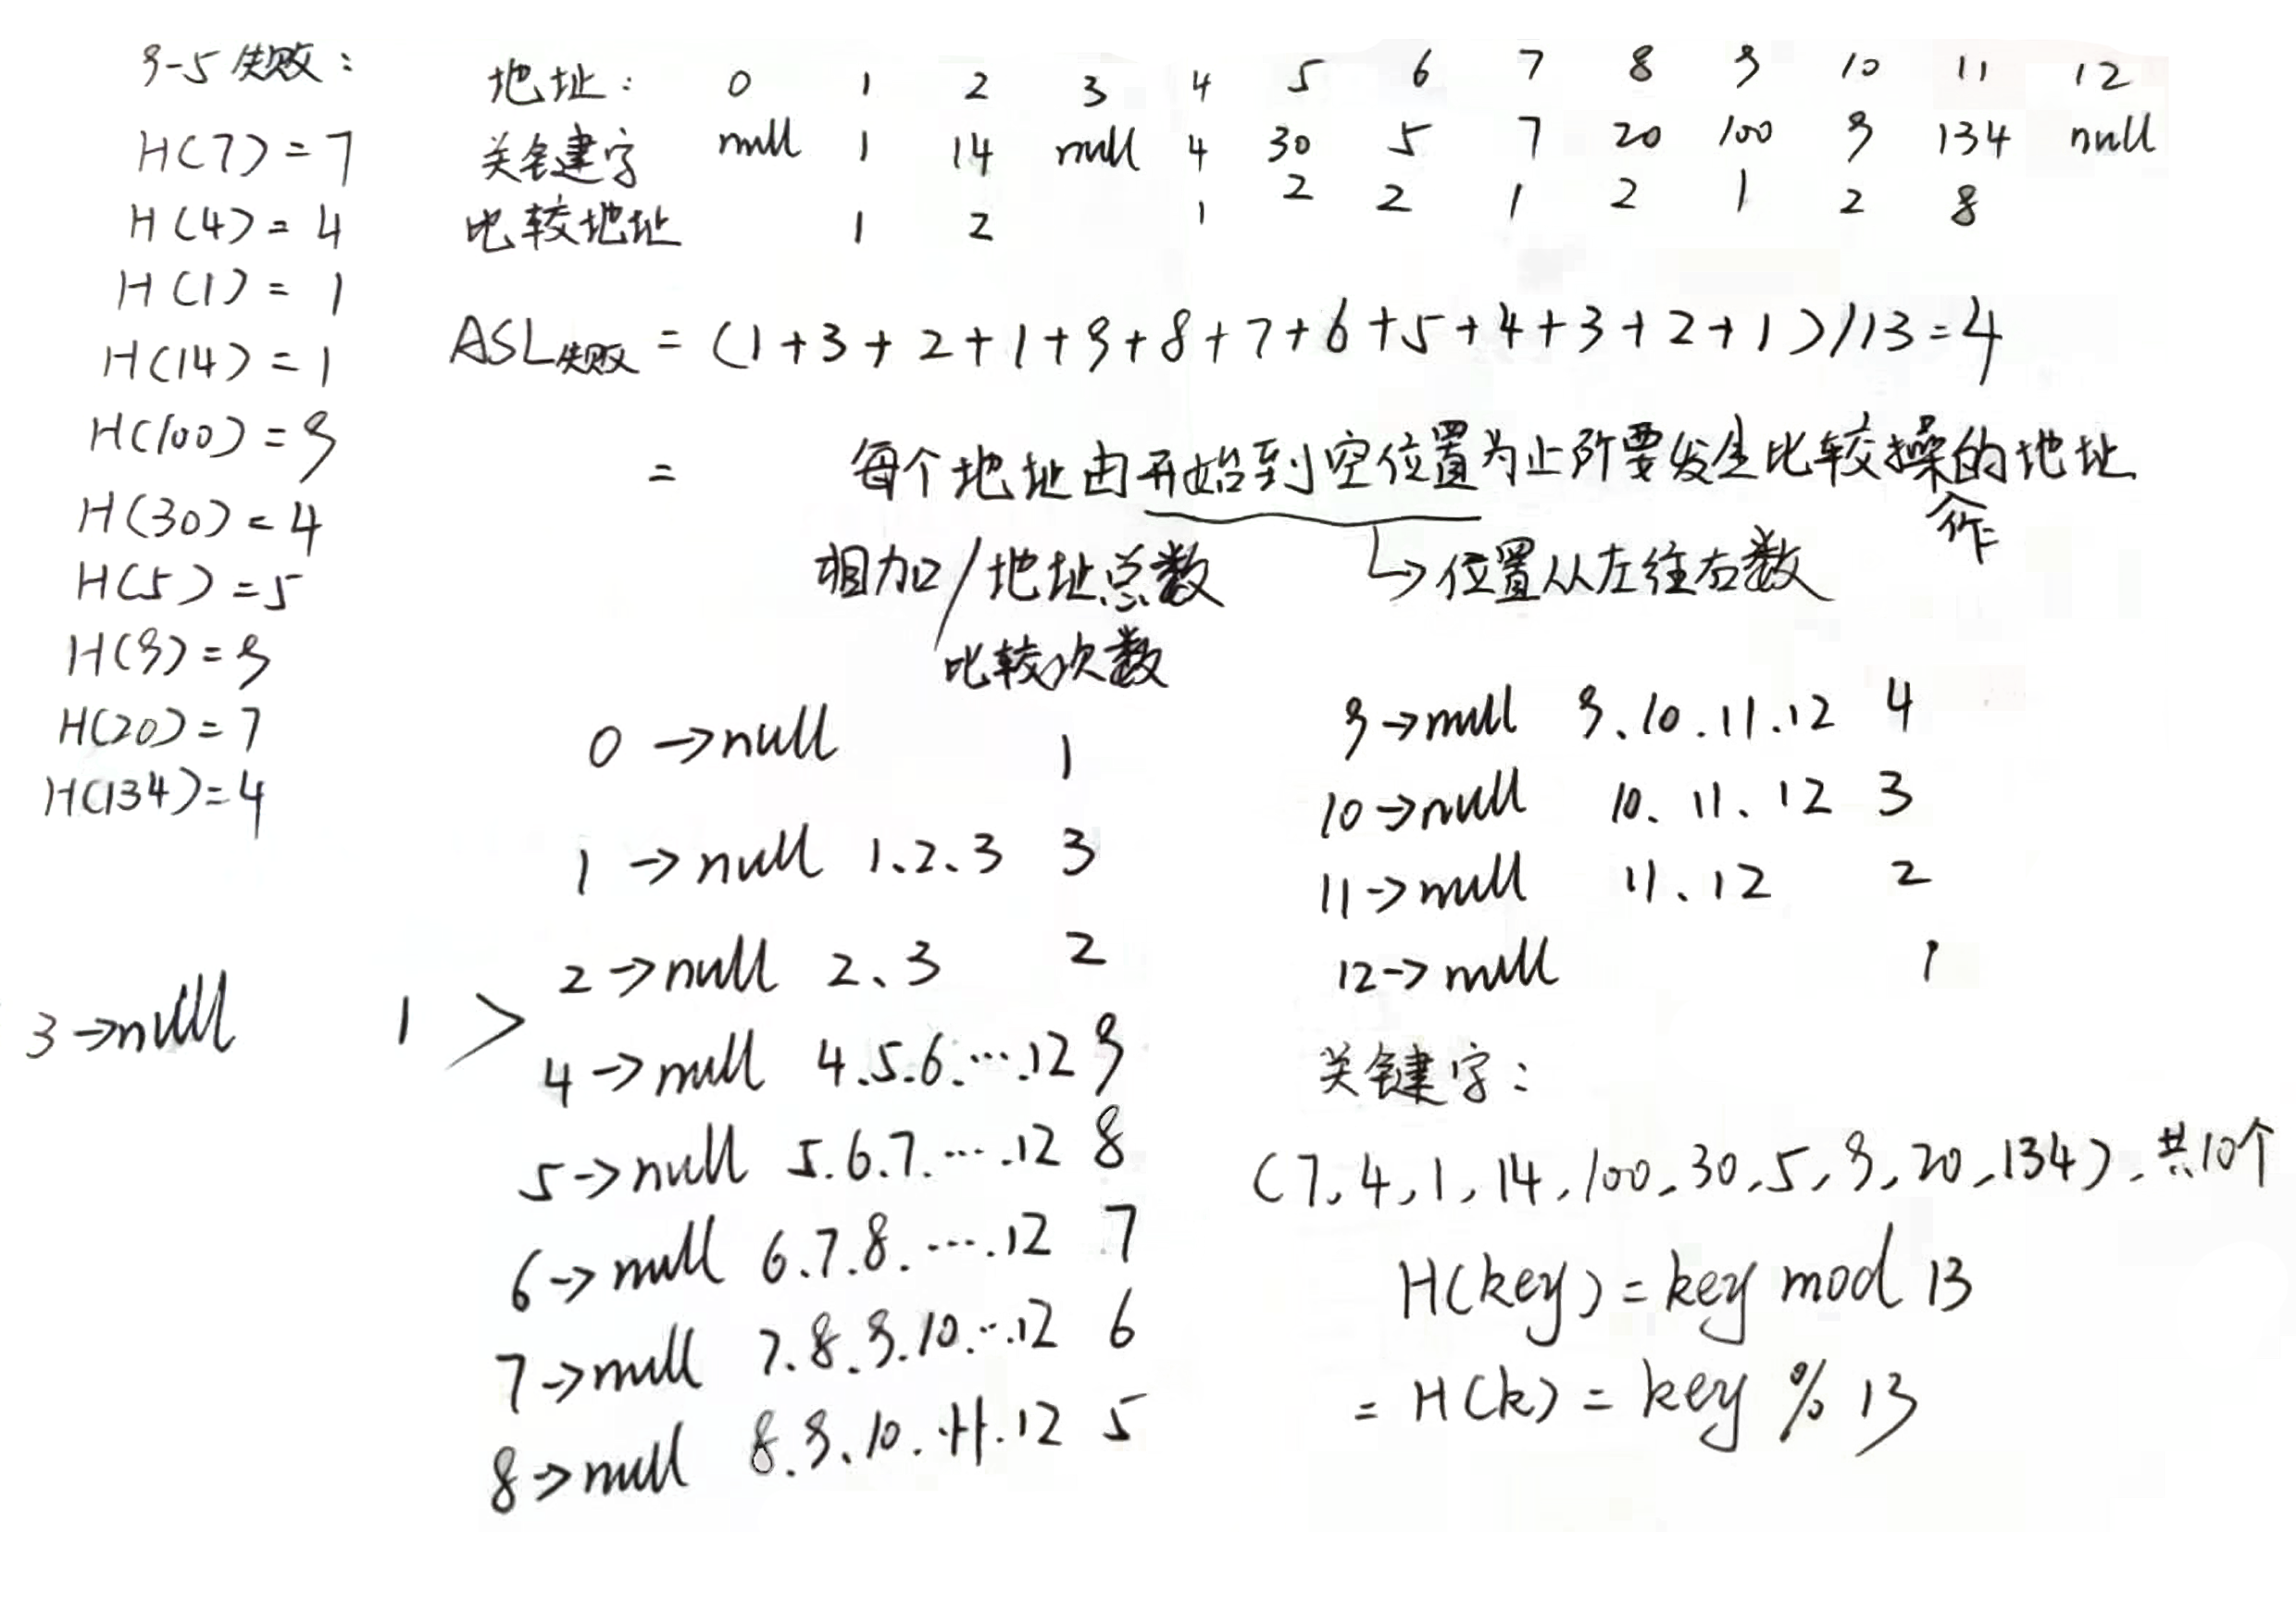 9-5 失败：
H(7)=7
H(4)=4
H(1)=1
H(14)=1
H(100)=9
H(30)=4
H(5)=5
H(9)=9
H(20)=7
H(134)=4
地址： 0 1 2 3 4 5 6 7 8 9 10 11 12
关键字 null 1 14 null 4 30 5 7 20 100 9 134 null
比较地址 1 2 1 2 2 1 2 1 2 8
ASL失败 = (1+3+2+1+9+8+7+6+5+4+3+2+1)/13=4
= 每个地址由开始到空位置为止所要发生比较操作的地址
相加/地址总数
↳位置从左往右数
比较次数
0→null 1
1→null 1、2、3 3
2→null 2、3 2
3→null 1 >
4→null 4.5.6.….12 9
5→null 5.6.7.….12 8
6→null 6.7.8.….12 7
7→null 7.8.9.10.….12 6
8→null 8.9.10.11.12 5
9→null 9.10.11.12 4
10→null 10、11、12 3
11→null 11、12 2
12→null 1
关键字：
(7,4,1,14,100,30,5,9,20,134)，共10个
H(key)=key mod 13
= H(k) = key % 13